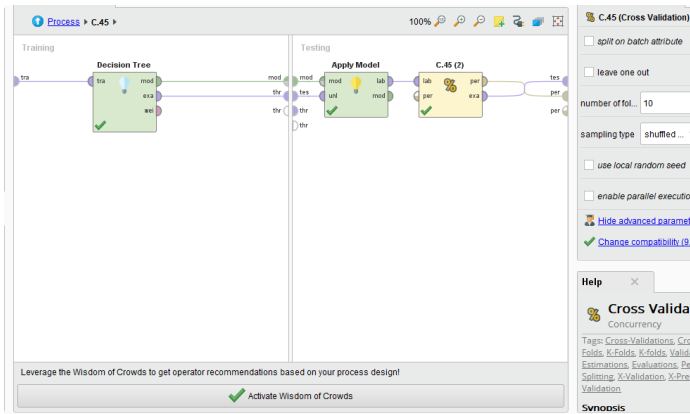 Process ▸ C.45 ▸
100%
Training
Testing
Decision Tree
Apply Model
C.45 (2)
tra
tra
mod
exa
wei
mod
thr
thr
mod
tes
thr
thr
mod
unl
lab
mod
lab
per
per
exa
tes
per
per
Leverage the Wisdom of Crowds to get operator recommendations based on your process design!
Activate Wisdom of Crowds
C.45 (Cross Validation)
split on batch attribute
leave one out
number of fol...
10
sampling type
shuffled ...
use local random seed
enable parallel executio
Hide advanced paramet
Change compatibility (9.
Help
Cross Valida
Concurrency
Tags: Cross-Validations, Cro
Folds, K-Folds, K-folds, Valid
Estimations, Evaluations, Pe
Splitting, X-Validation, X-Pre
Validation
Synopsis